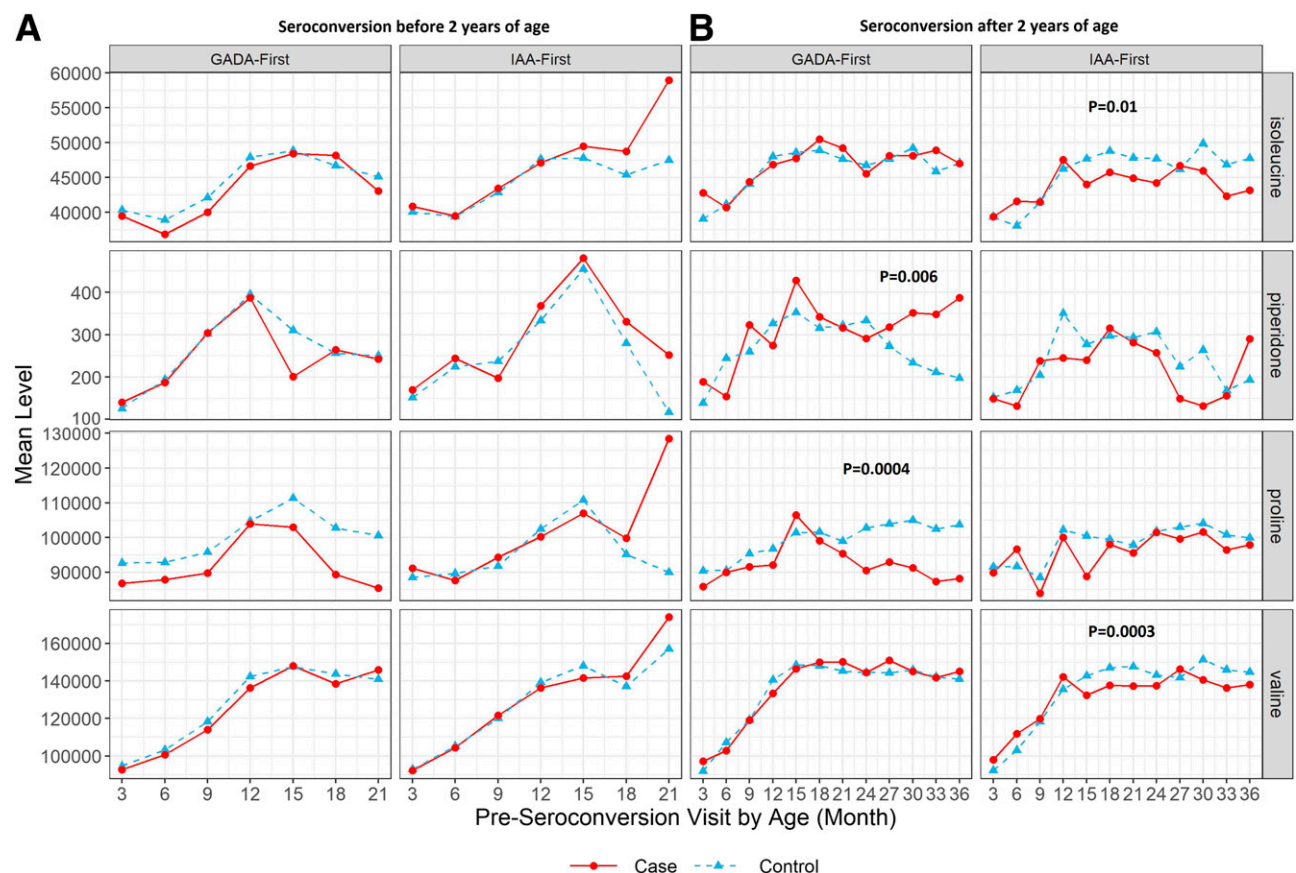 A
Seroconversion before 2 years of age
B
Seroconversion after 2 years of age
GADA-First
IAA-First
GADA-First
IAA-First
60000
55000
50000
45000
40000
P=0.01
isoleucine
400
300
200
100
P=0.006
piperidone
130000
120000
110000
100000
90000
P=0.0004
proline
160000
140000
120000
100000
P=0.0003
valine
Mean Level
3 6 9 12 15 18 21
3 6 9 12 15 18 21
3 6 9 12 15 18 21 24 27 30 33 36
3 6 9 12 15 18 21 24 27 30 33 36
Pre-Seroconversion Visit by Age (Month)
Case Control